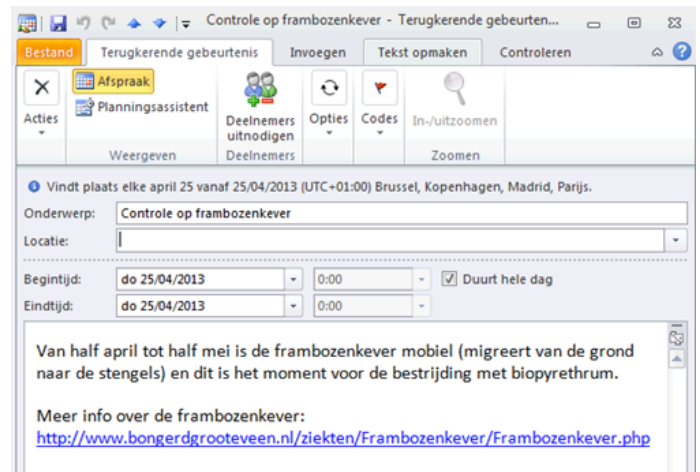 Controle op frambozenkever - Terugkerende gebeurten...
Bestand Terugkerende gebeurtenis Invoegen Tekst opmaken Controleren
Acties
Afspraak
Planningsassistent
Weergeven
Deelnemers
uitnodigen
Deelnemers
Opties
Codes
In-/uitzoomen
Zoomen
Vindt plaats elke april 25 vanaf 25/04/2013 (UTC+01:00) Brussel, Kopenhagen, Madrid, Parijs.
Onderwerp: Controle op frambozenkever
Locatie:
Begintijd: do 25/04/2013 0:00 Duurt hele dag
Eindtijd: do 25/04/2013 0:00
Van half april tot half mei is de frambozenkever mobiel (migreert van de grond
naar de stengels) en dit is het moment voor de bestrijding met biopyrethrum.
Meer info over de frambozenkever:
http://www.bongerdgrooteveen.nl/ziekten/Frambozenkever/Frambozenkever.php